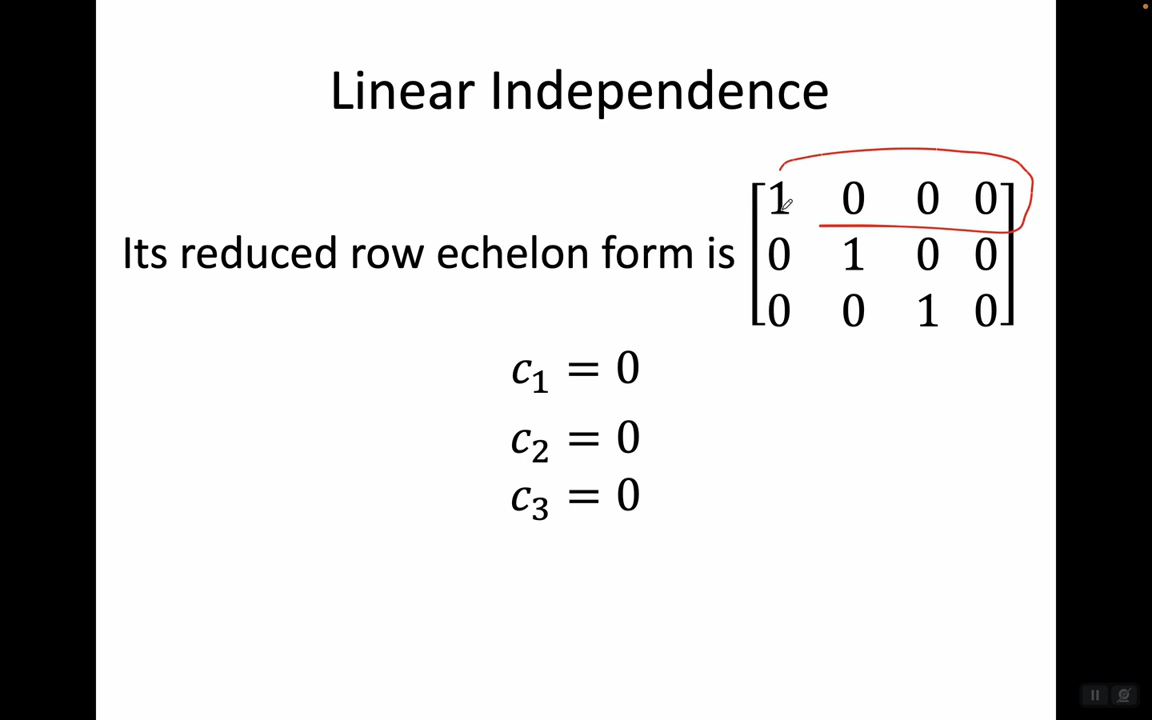 Linear Independence
Its reduced row echelon form is
1 0 0 0
0 1 0 0
0 0 1 0
c₁ = 0
c₂ = 0
c₃ = 0